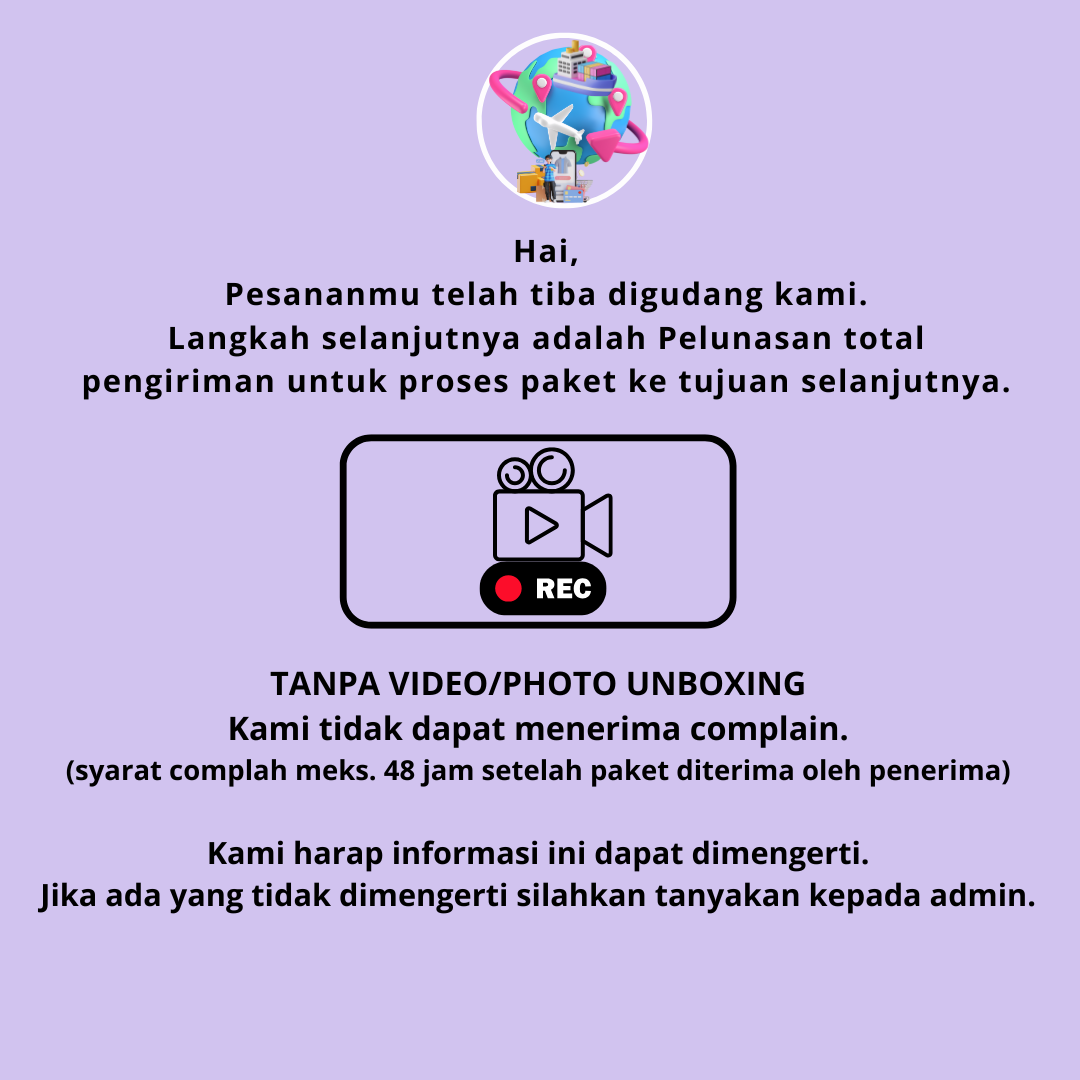 Hai,
Pesananmu telah tiba digudang kami.
Langkah selanjutnya adalah Pelunasan total
pengiriman untuk proses paket ke tujuan selanjutnya.
REC
TANPA VIDEO/PHOTO UNBOXING
Kami tidak dapat menerima complain.
(syarat complah meks. 48 jam setelah paket diterima oleh penerima)
Kami harap informasi ini dapat dimengerti.
Jika ada yang tidak dimengerti silahkan tanyakan kepada admin.